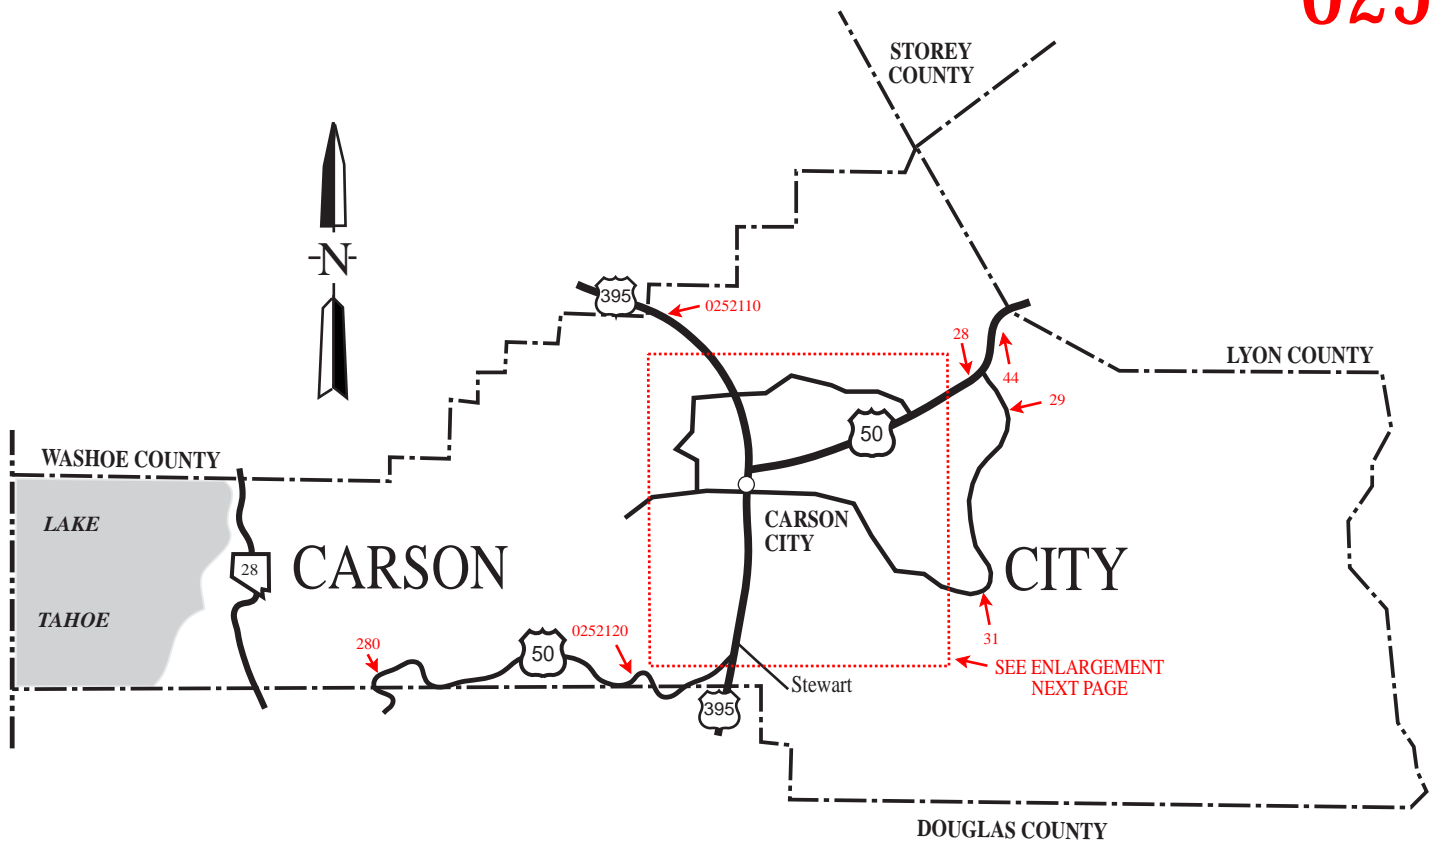 025
STOREY
COUNTY
N
395
0252110
28
44
29
LYON COUNTY
50
WASHOE COUNTY
LAKE
CARSON
CITY
28
CARSON
CITY
TAHOE
0252120
280
50
31
SEE ENLARGEMENT
NEXT PAGE
Stewart
395
DOUGLAS COUNTY